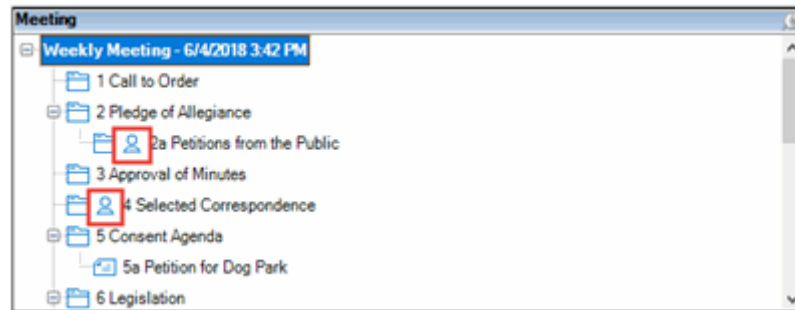 Meeting
Weekly Meeting - 6/4/2018 3:42 PM
1 Call to Order
2 Pledge of Allegiance
2a Petitions from the Public
3 Approval of Minutes
4 Selected Correspondence
5 Consent Agenda
5a Petition for Dog Park
6 Legislation